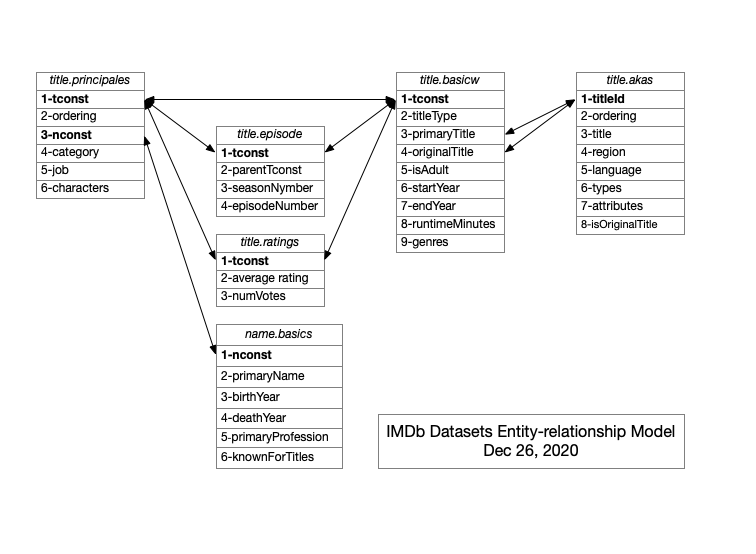 title.principales
1-tconst
2-ordering
3-nconst
4-category
5-job
6-characters
title.episode
1-tconst
2-parentTconst
3-seasonNymber
4-episodeNumber
title.ratings
1-tconst
2-average rating
3-numVotes
name.basics
1-nconst
2-primaryName
3-birthYear
4-deathYear
5-primaryProfession
6-knownForTitles
title.basicw
1-tconst
2-titleType
3-primaryTitle
4-originalTitle
5-isAdult
6-startYear
7-endYear
8-runtimeMinutes
9-genres
title.akas
1-titleId
2-ordering
3-title
4-region
5-language
6-types
7-attributes
8-isOriginalTitle
IMDb Datasets Entity-relationship Model
Dec 26, 2020